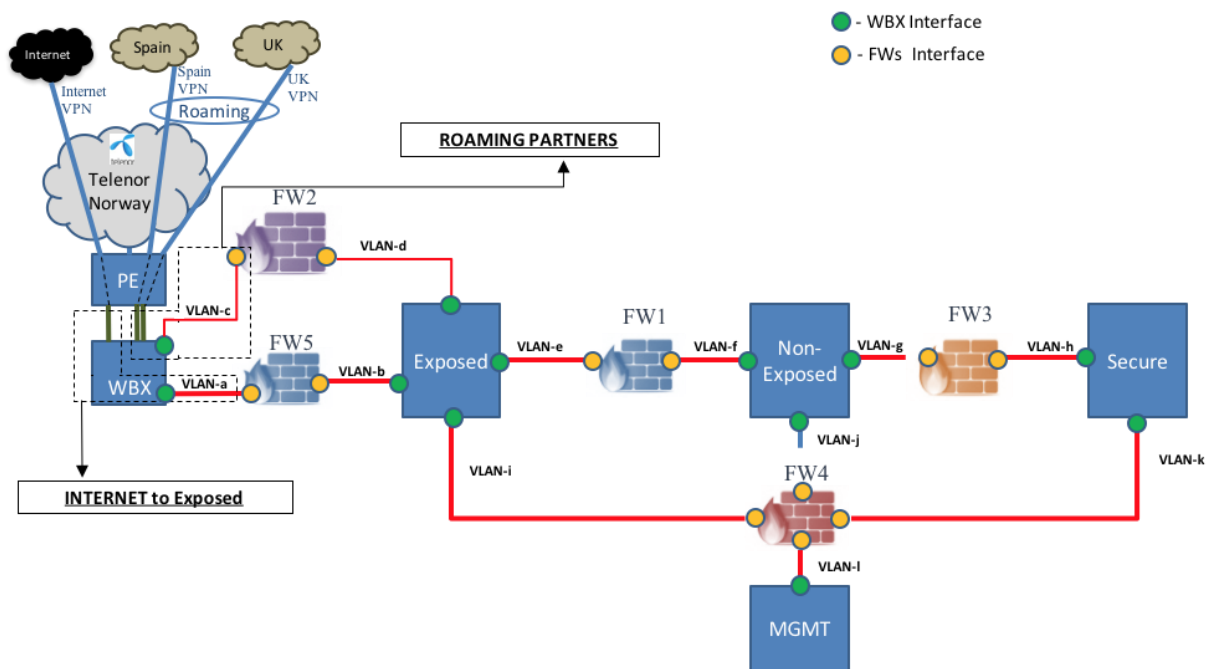 - WBX Interface
- FWs Interface
Internet
Spain
UK
Internet
VPN
Spain
VPN
UK
VPN
Roaming
telenor
Telenor
Norway
ROAMING PARTNERS
FW2
VLAN-d
PE
VLAN-c
FW5
WBX
VLAN-a
VLAN-b
Exposed
VLAN-e
FW1
VLAN-f
Non-
Exposed
VLAN-g
FW3
VLAN-h
Secure
VLAN-i
VLAN-j
VLAN-k
FW4
INTERNET to Exposed
VLAN-l
MGMT